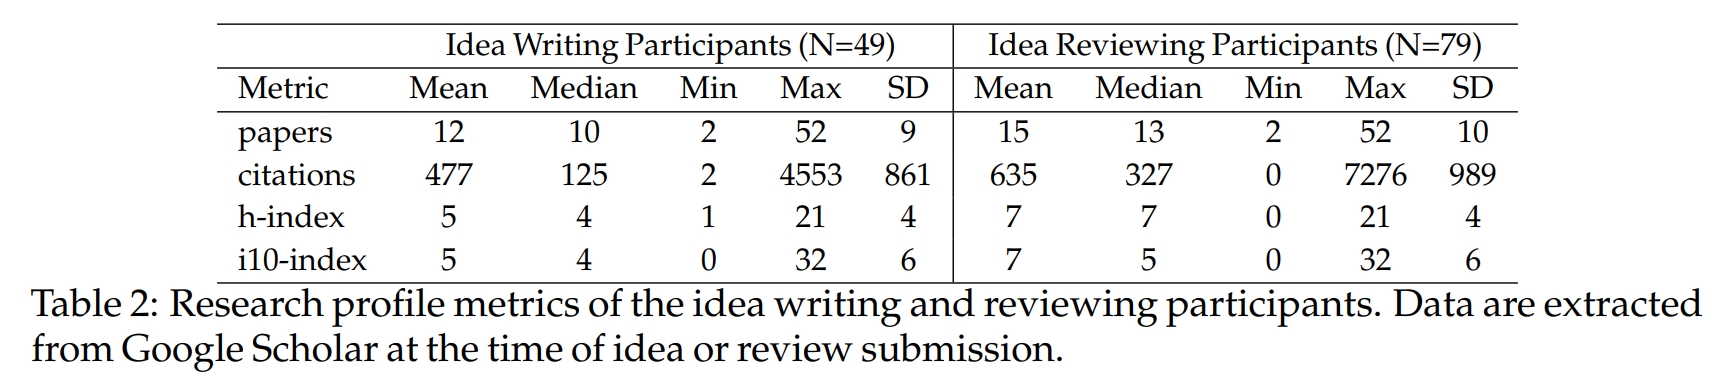 Idea Writing Participants (N=49) Idea Reviewing Participants (N=79)
Metric Mean Median Min Max SD Mean Median Min Max SD
papers 12 10 2 52 9 15 13 2 52 10
citations 477 125 2 4553 861 635 327 0 7276 989
h-index 5 4 1 21 4 7 7 0 21 4
i10-index 5 4 0 32 6 7 5 0 32 6
Table 2: Research profile metrics of the idea writing and reviewing participants. Data are extracted
from Google Scholar at the time of idea or review submission.